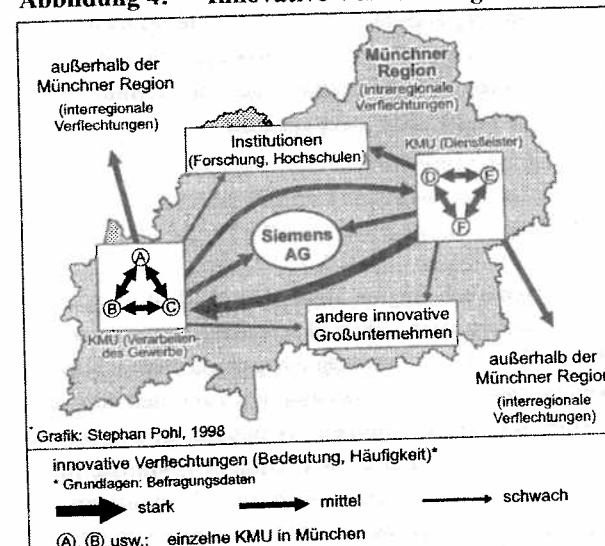 Abbildung 4:
außerhalb der
Münchner Region
(interregionale
Verflechtungen)
Münchner
Region
(intraregionale
Verflechtungen)
Institutionen
(Forschung, Hochschulen)
KMU (Dienstleister)
D
E
F
Siemens
AG
A
B
C
KMU (Verarbeiten-
des Gewerbe)
andere innovative
Großunternehmen
außerhalb der
Münchner Region
(interregionale
Verflechtungen)
* Grafik: Stephan Pohl, 1998
innovative Verflechtungen (Bedeutung, Häufigkeit)*
* Grundlagen: Befragungsdaten
stark
mittel
schwach
A, B usw.: einzelne KMU in München